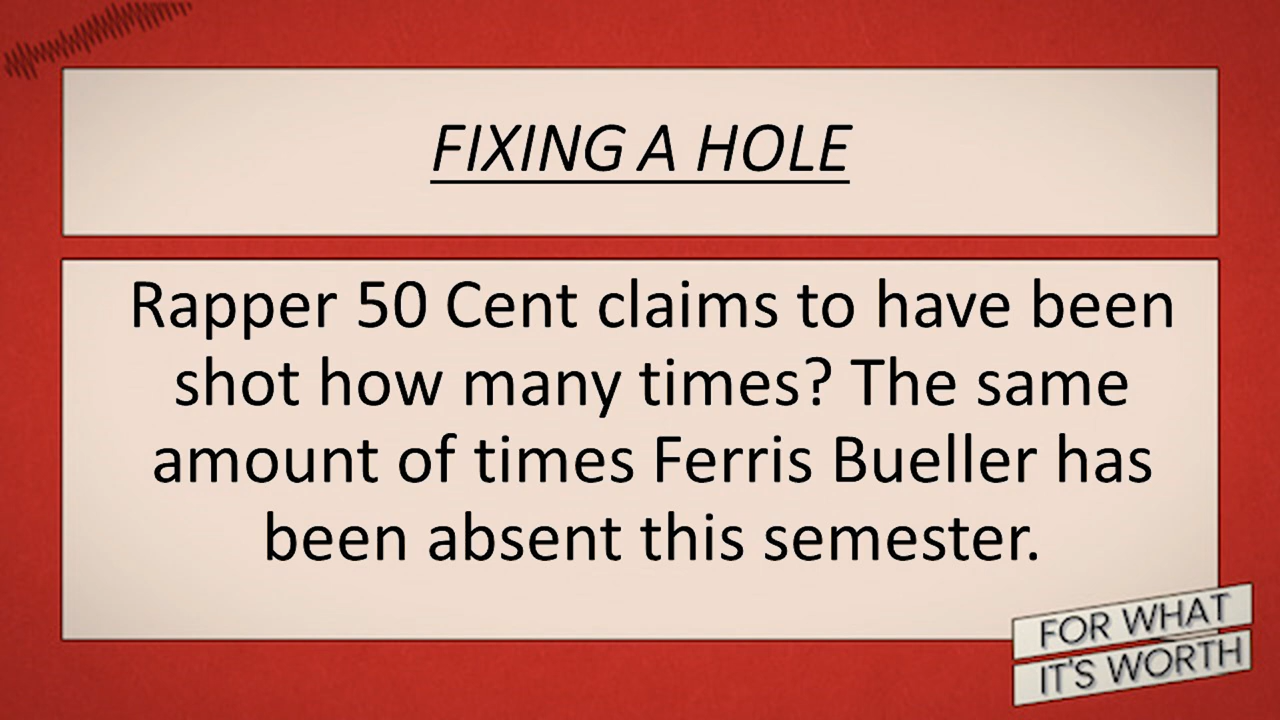 FIXING A HOLE
Rapper 50 Cent claims to have been
shot how many times? The same
amount of times Ferris Bueller has
been absent this semester.
FOR WHAT
IT'S WORTH